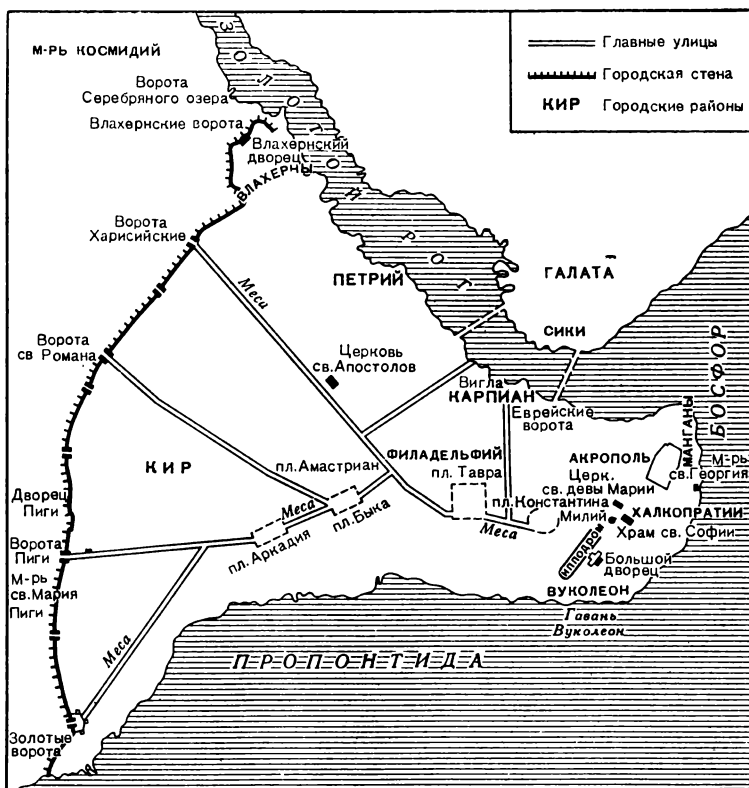 М-РЬ КОСМИДИЙ
ЗОЛОТОЙ РОГ
Главные улицы
Городская стена
КИР Городские районы
Ворота
Серебряного озера
Влахернские ворота
Влахернский
дворец
ВЛАХЕРНЫ
Ворота
Харисийские
Меса
ПЕТРИЙ
ГАЛАТА
СИКИ
БОСФОР
Ворота
св Романа
Церковь
св. Апостолов
Вигла
КАРПИАН
Еврейские
ворота
МАНГАНЫ
КИР
ФИЛАДЕЛЬФИЙ
пл. Амастриан
пл. Тавра
АКРОПОЛЬ
М-рь
св. Георгия
Церк.
св. девы Марии
пл. Константина
ХАЛКОПРАТИИ
Милий
Храм св. Софии
Дворец
Пиги
Меса
пл. Быка
пл. Аркадия
Меса
ИППОДРОМ
Большой
дворец
Ворота
Пиги
М-рь
св. Мария
Пиги
ВУКОЛЕОН
Гавань
Вуколеон
Меса
ПРОПОНТИДА
Золотые
ворота